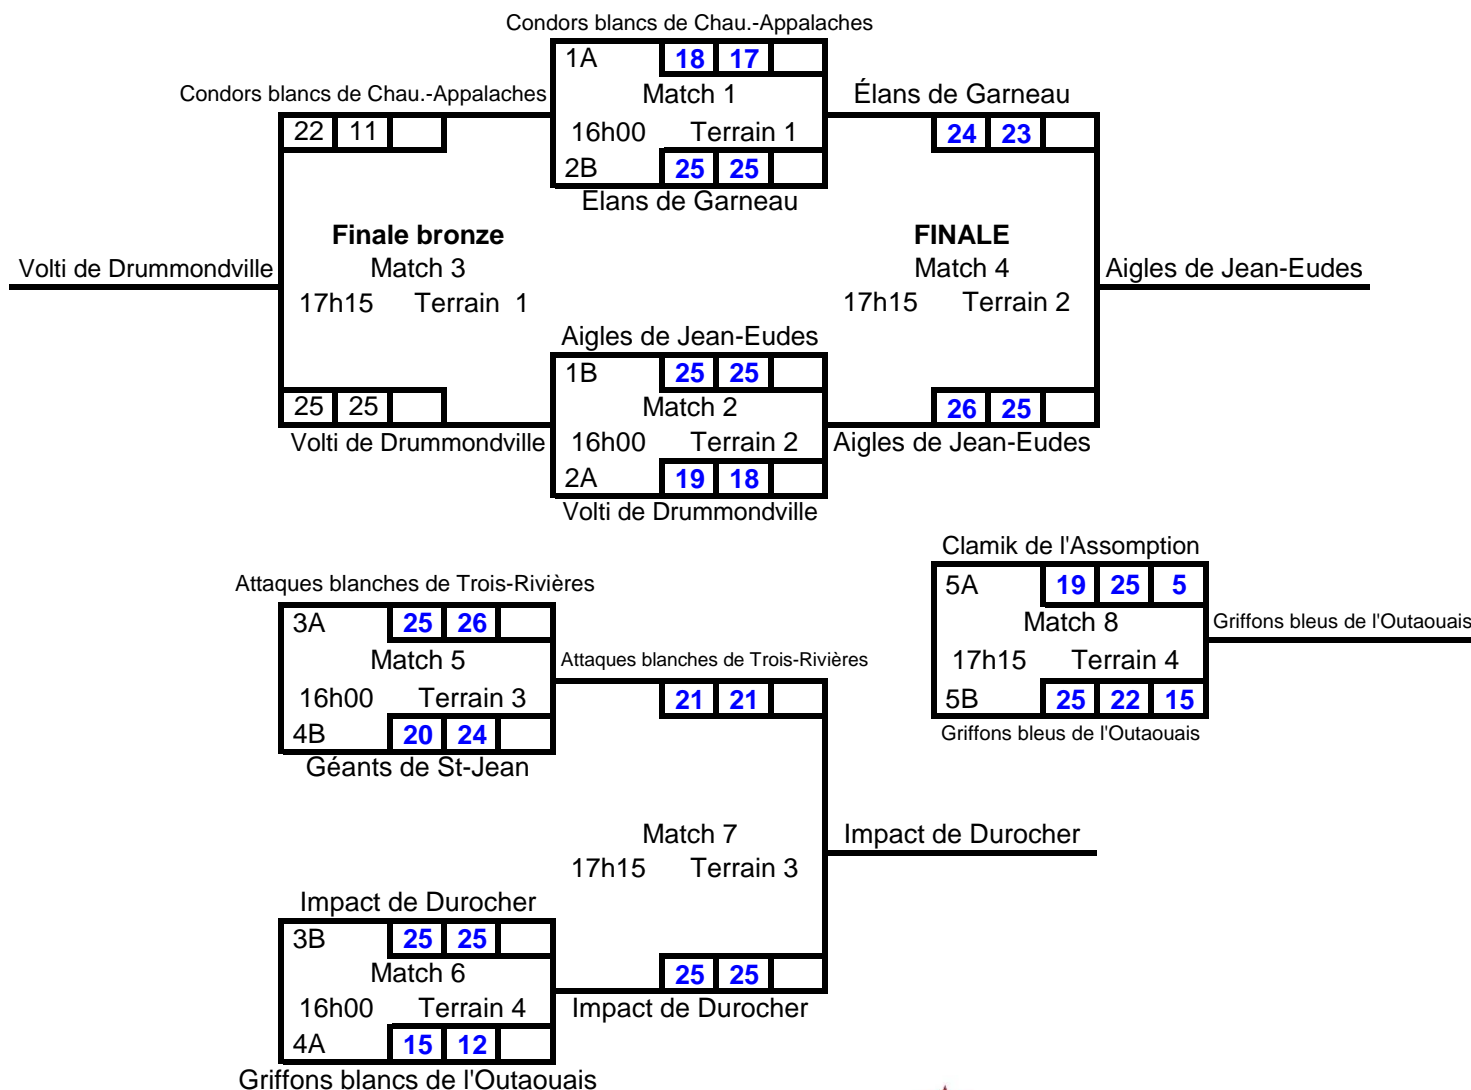 Condors blancs de Chau.-Appalaches
1A 18 17
Condors blancs de Chau.-Appalaches Match 1 Élans de Garneau
22 11 16h00 Terrain 1 24 23
2B 25 25
Élans de Garneau
Finale bronze FINALE
Volti de Drummondville Match 3 Match 4 Aigles de Jean-Eudes
17h15 Terrain 1 17h15 Terrain 2
Aigles de Jean-Eudes
1B 25 25
25 25 Match 2 26 25
Volti de Drummondville 16h00 Terrain 2 Aigles de Jean-Eudes
2A 19 18
Volti de Drummondville
Clamik de l'Assomption
Attaques blanches de Trois-Rivières 5A 19 25 5
3A 25 26 Match 8 Griffons bleus de l'Outaouais
Match 5 Attaques blanches de Trois-Rivières 17h15 Terrain 4
16h00 Terrain 3 21 21 5B 25 22 15
4B 20 24 Griffons bleus de l'Outaouais
Géants de St-Jean
Match 7 Impact de Durocher
17h15 Terrain 3
Impact de Durocher
3B 25 25
Match 6 25 25
16h00 Terrain 4 Impact de Durocher
4A 15 12
Griffons blancs de l'Outaouais